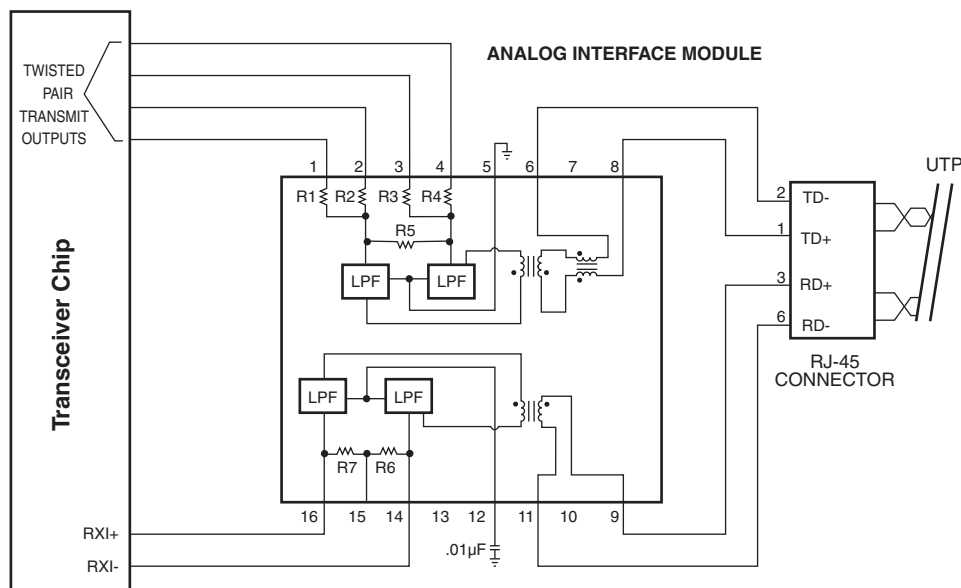 ANALOG INTERFACE MODULE
TWISTED
PAIR
TRANSMIT
OUTPUTS
Transceiver Chip
1 2 3 4 5 6 7 8
R1 R2 R3 R4
R5
LPF LPF
UTP
2 TD-
1 TD+
3 RD+
6 RD-
RJ-45
CONNECTOR
LPF LPF
R7 R6
16 15 14 13 12 11 10 9
RXI+
.01µF
RXI-